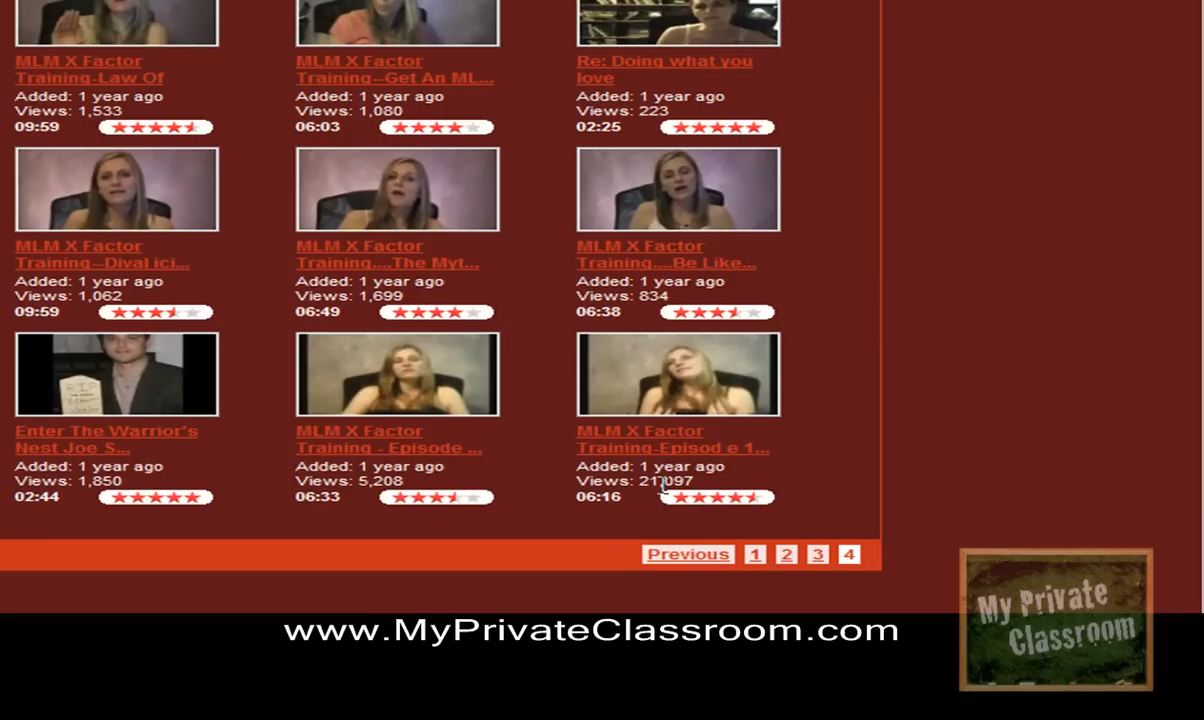 MLM X Factor
Training-Law Of
Added: 1 year ago
Views: 1,533
09:59
MLM X Factor
Training--Get An ML...
Added: 1 year ago
Views: 1,080
06:03
Re: Doing what you
love
Added: 1 year ago
Views: 223
02:25
MLM X Factor
Training--Dival ici...
Added: 1 year ago
Views: 1,062
09:59
MLM X Factor
Training....The Myt...
Added: 1 year ago
Views: 1,699
06:49
MLM X Factor
Training....Be Like...
Added: 1 year ago
Views: 834
06:38
RIP
Enter The Warrior's
Nest Joe S...
Added: 1 year ago
Views: 1,850
02:44
MLM X Factor
Training - Episode ...
Added: 1 year ago
Views: 5,208
06:33
MLM X Factor
Training-Episod e 1...
Added: 1 year ago
Views: 21,097
06:16
Previous 1 2 3 4
My Private
Classroom
www.MyPrivateClassroom.com